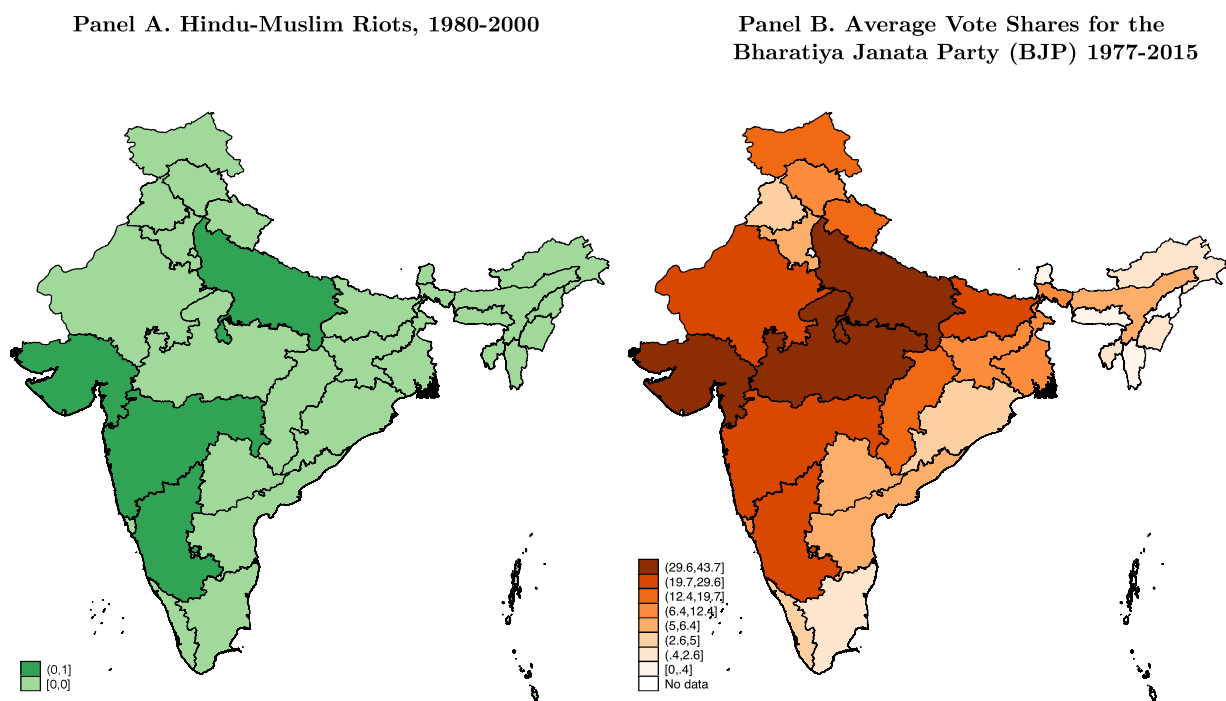 Panel A. Hindu-Muslim Riots, 1980-2000
Panel B. Average Vote Shares for the
Bharatiya Janata Party (BJP) 1977-2015
(0,1]
[0,0]
(29.6,43.7]
(19.7,29.6]
(12.4,19.7]
(6.4,12.4]
(5,6.4]
(2.6,5]
(.4,2.6]
[0,.4]
No data